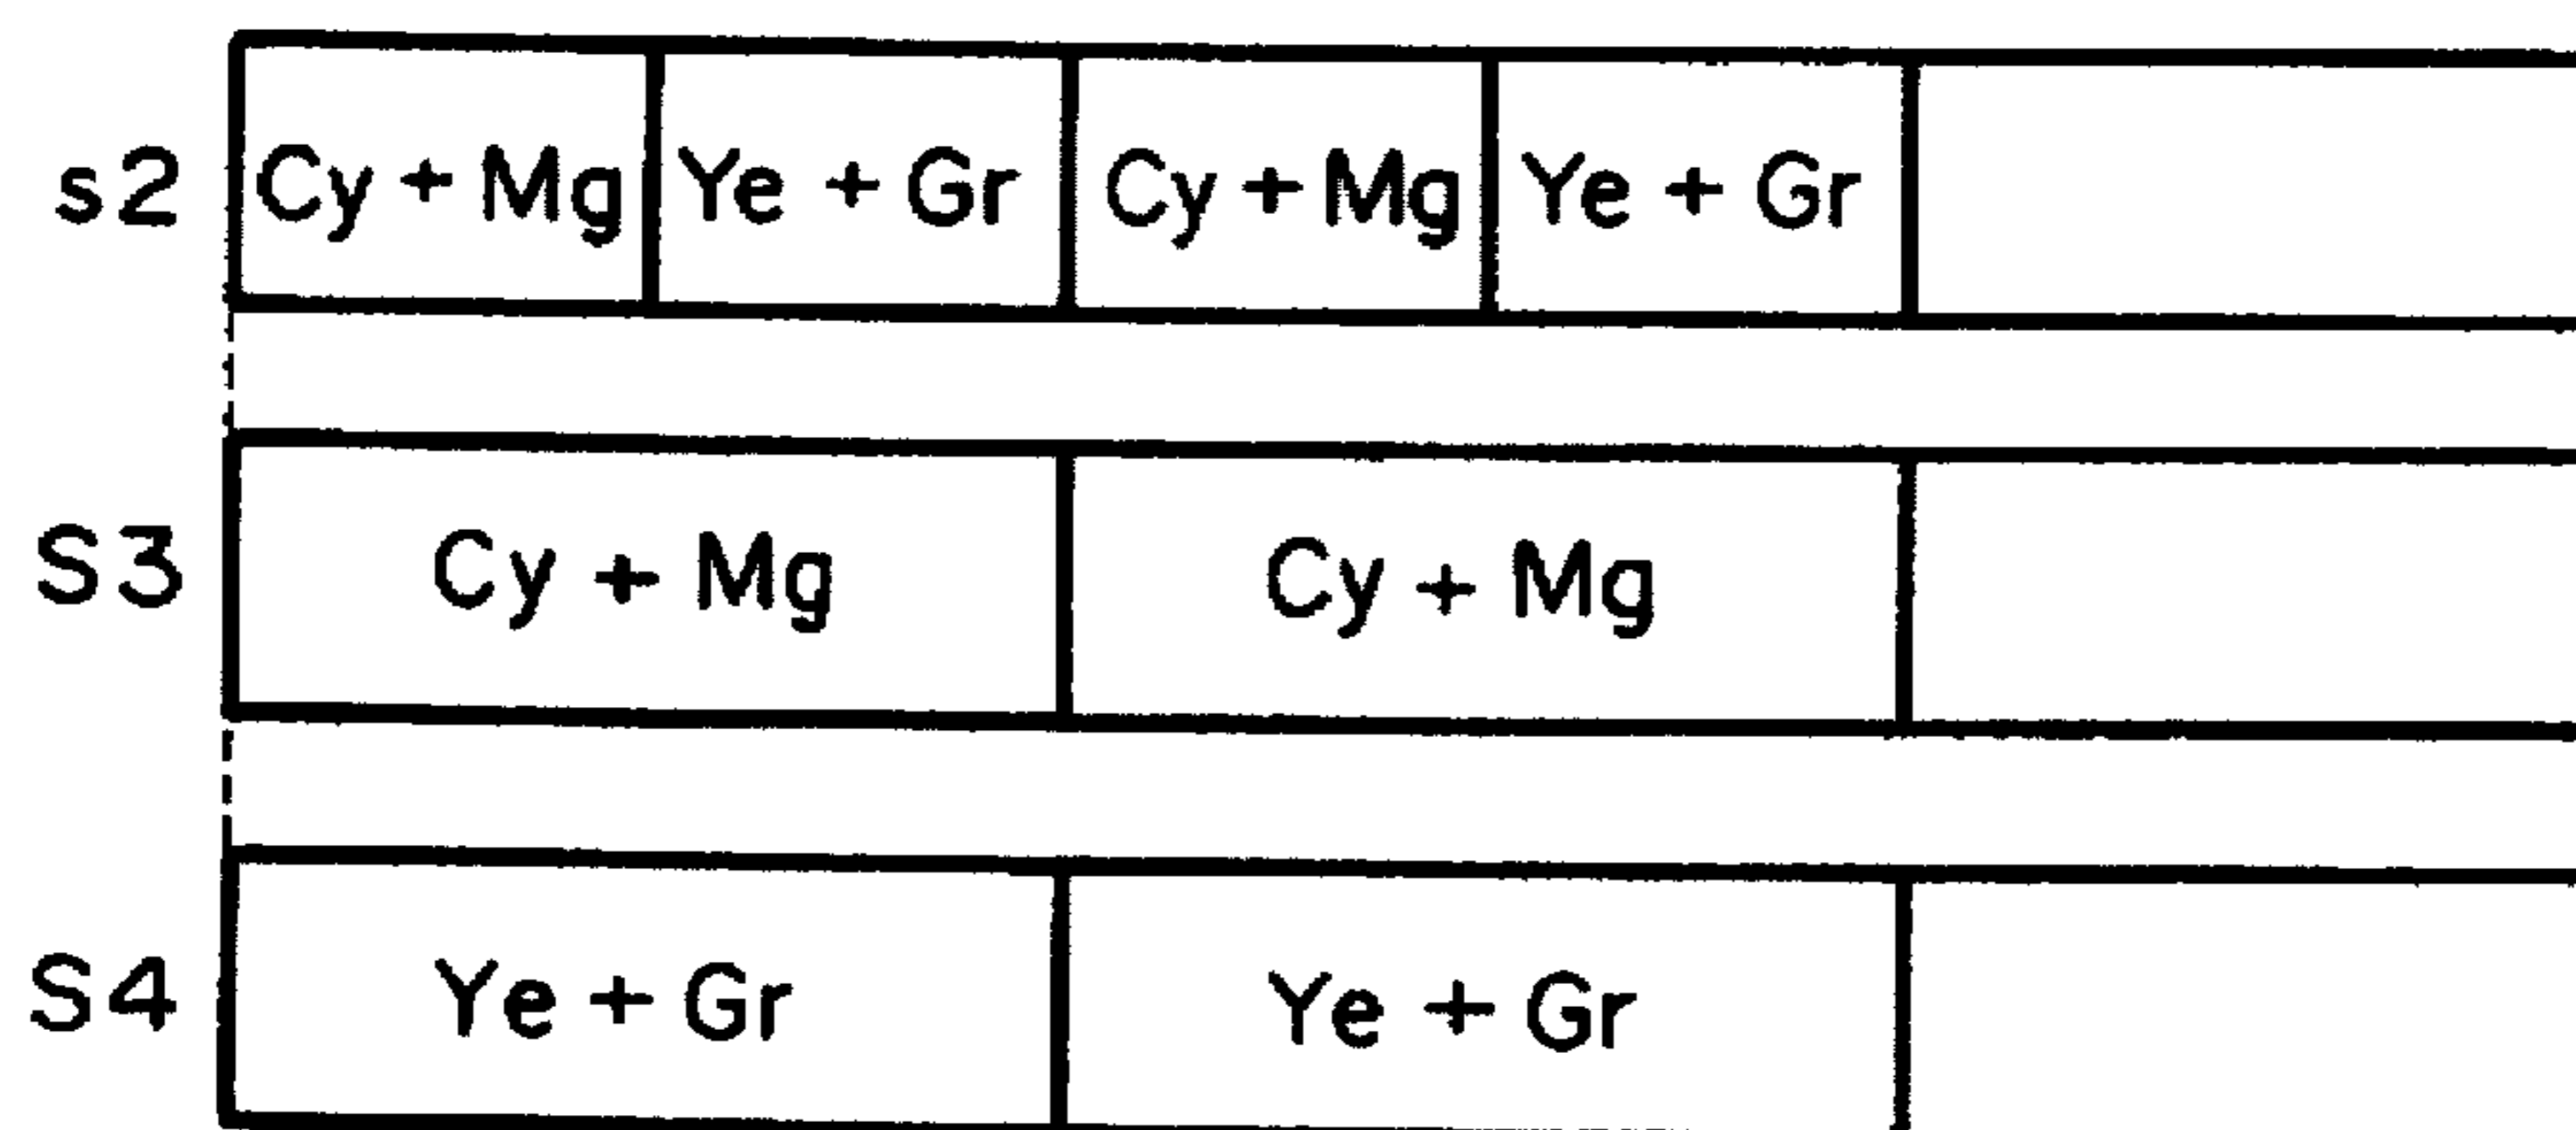 s2 Cy + Mg Ye + Gr Cy + Mg Ye + Gr
S3 Cy + Mg Cy + Mg
S4 Ye + Gr Ye + Gr